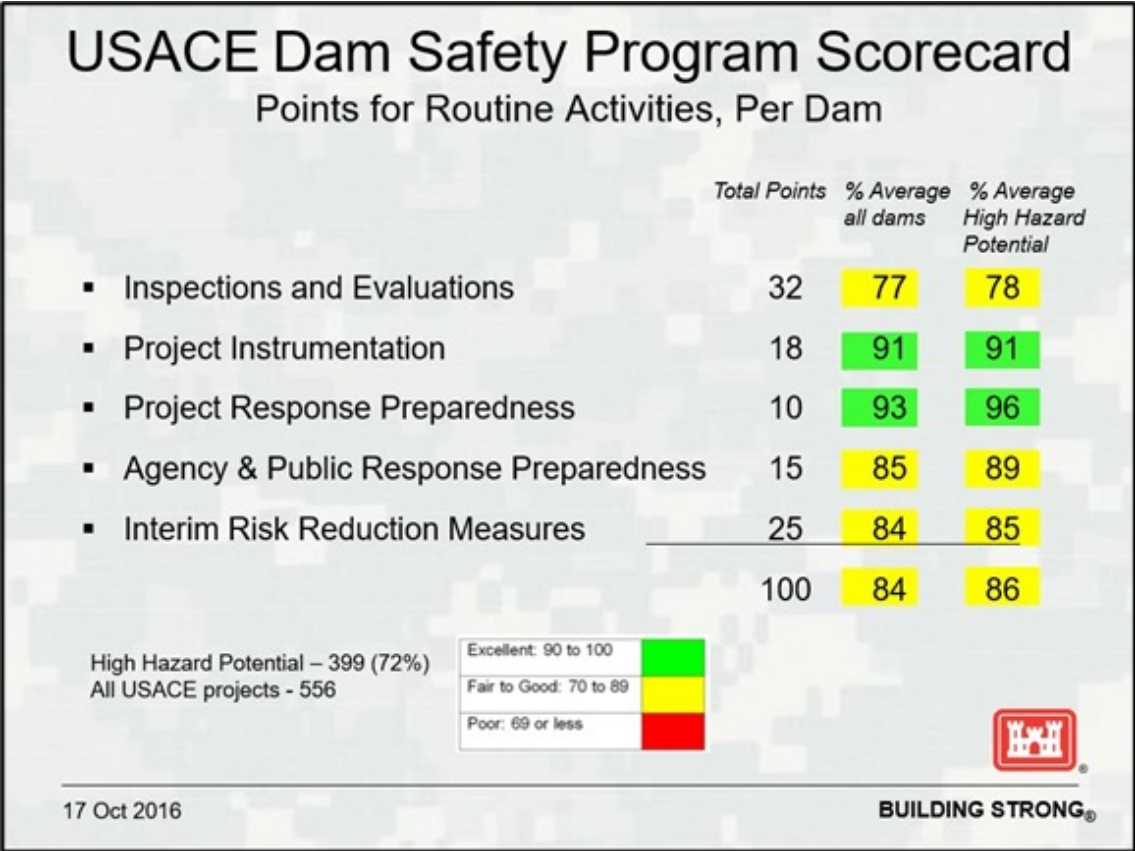 USACE Dam Safety Program Scorecard
Points for Routine Activities, Per Dam
Total Points % Average all dams % Average High Hazard Potential
▪ Inspections and Evaluations 32 77 78
▪ Project Instrumentation 18 91 91
▪ Project Response Preparedness 10 93 96
▪ Agency & Public Response Preparedness 15 85 89
▪ Interim Risk Reduction Measures 25 84 85
100 84 86
High Hazard Potential – 399 (72%)
All USACE projects - 556
Excellent: 90 to 100
Fair to Good: 70 to 89
Poor: 69 or less
®
17 Oct 2016
BUILDING STRONG®